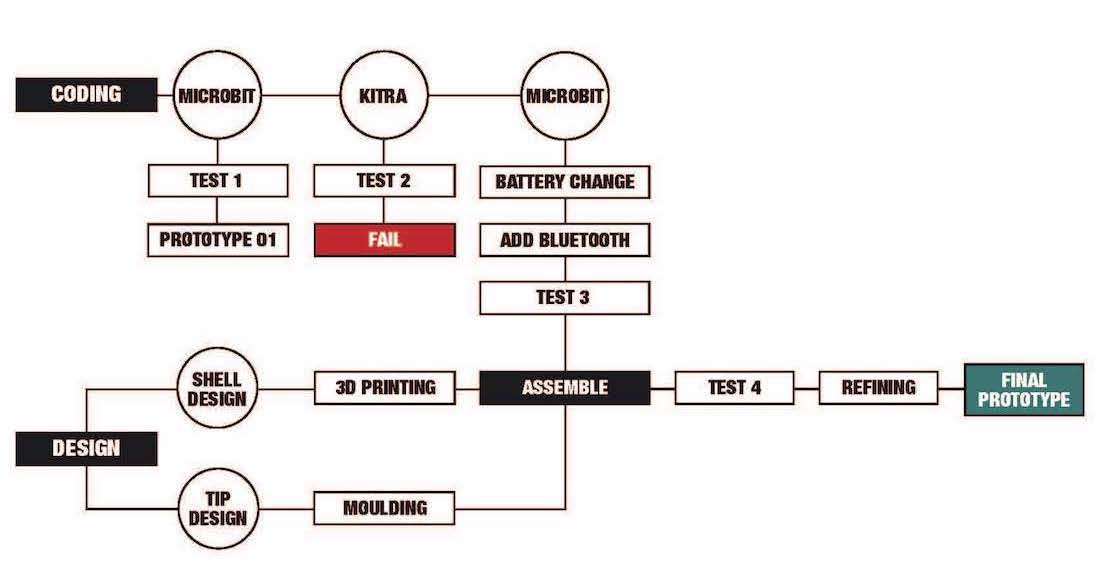 CODING
MICROBIT
KITRA
MICROBIT
TEST 1
TEST 2
BATTERY CHANGE
PROTOTYPE 01
FAIL
ADD BLUETOOTH
TEST 3
SHELL
DESIGN
3D PRINTING
ASSEMBLE
TEST 4
REFINING
FINAL
PROTOTYPE
DESIGN
TIP
DESIGN
MOULDING